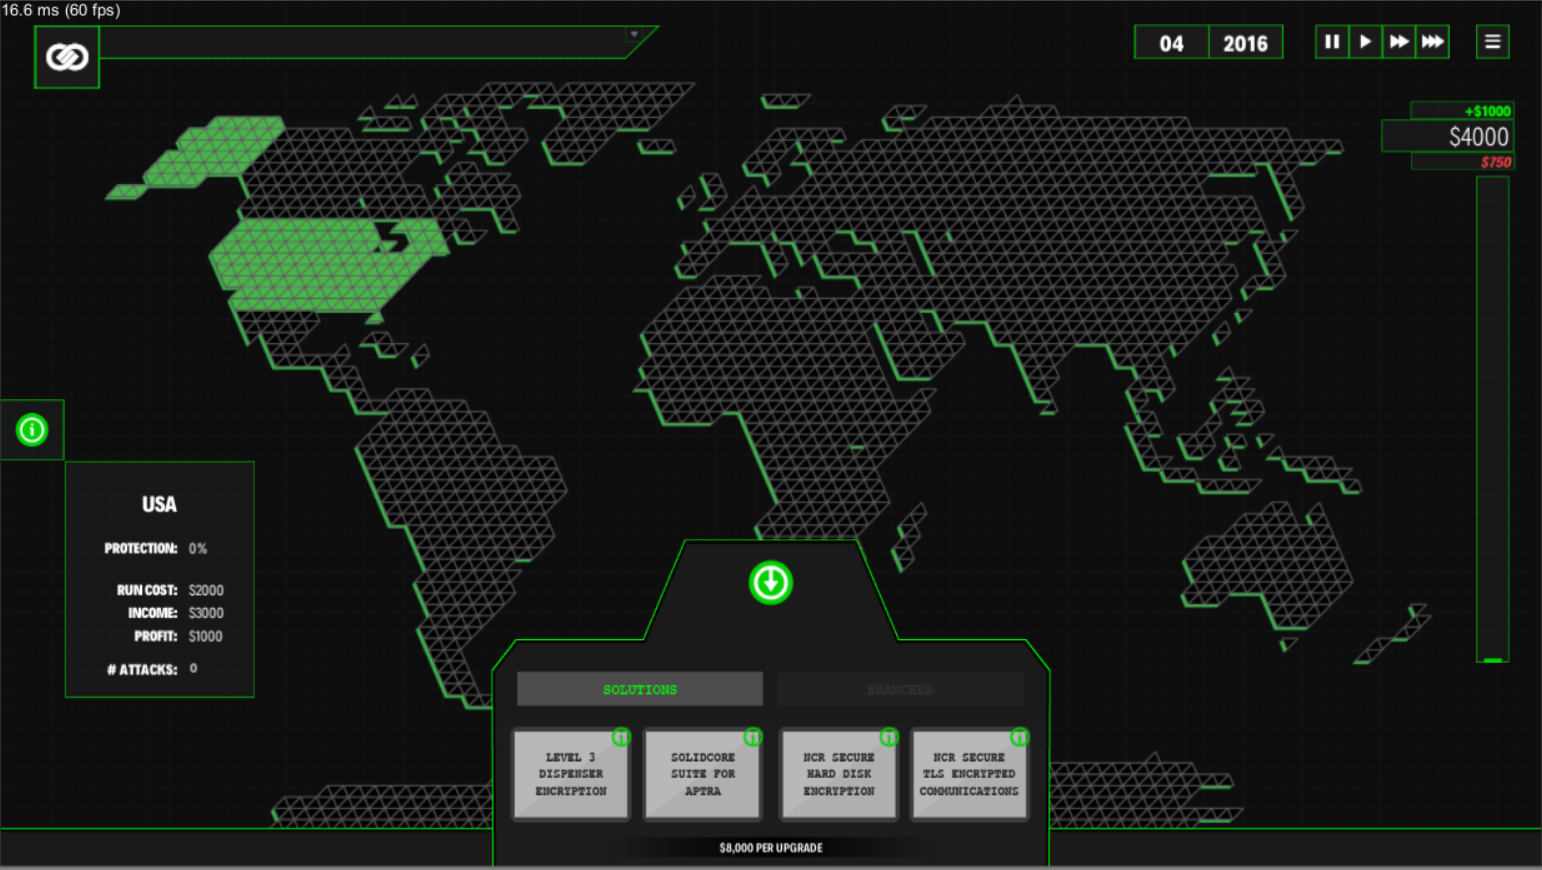 16.6 ms (60 fps)
04 2016
+$1000
$4000
$750
USA
PROTECTION: 0%
RUN COST: $2000
INCOME: $3000
PROFIT: $1000
# ATTACKS: 0
SOLUTIONS
BRANCHES
LEVEL 3
DISPENSER
ENCRYPTION
SOLIDCORE
SUITE FOR
APTRA
NCR SECURE
HARD DISK
ENCRYPTION
NCR SECURE
TLS ENCRYPTED
COMMUNICATIONS
$8,000 PER UPGRADE